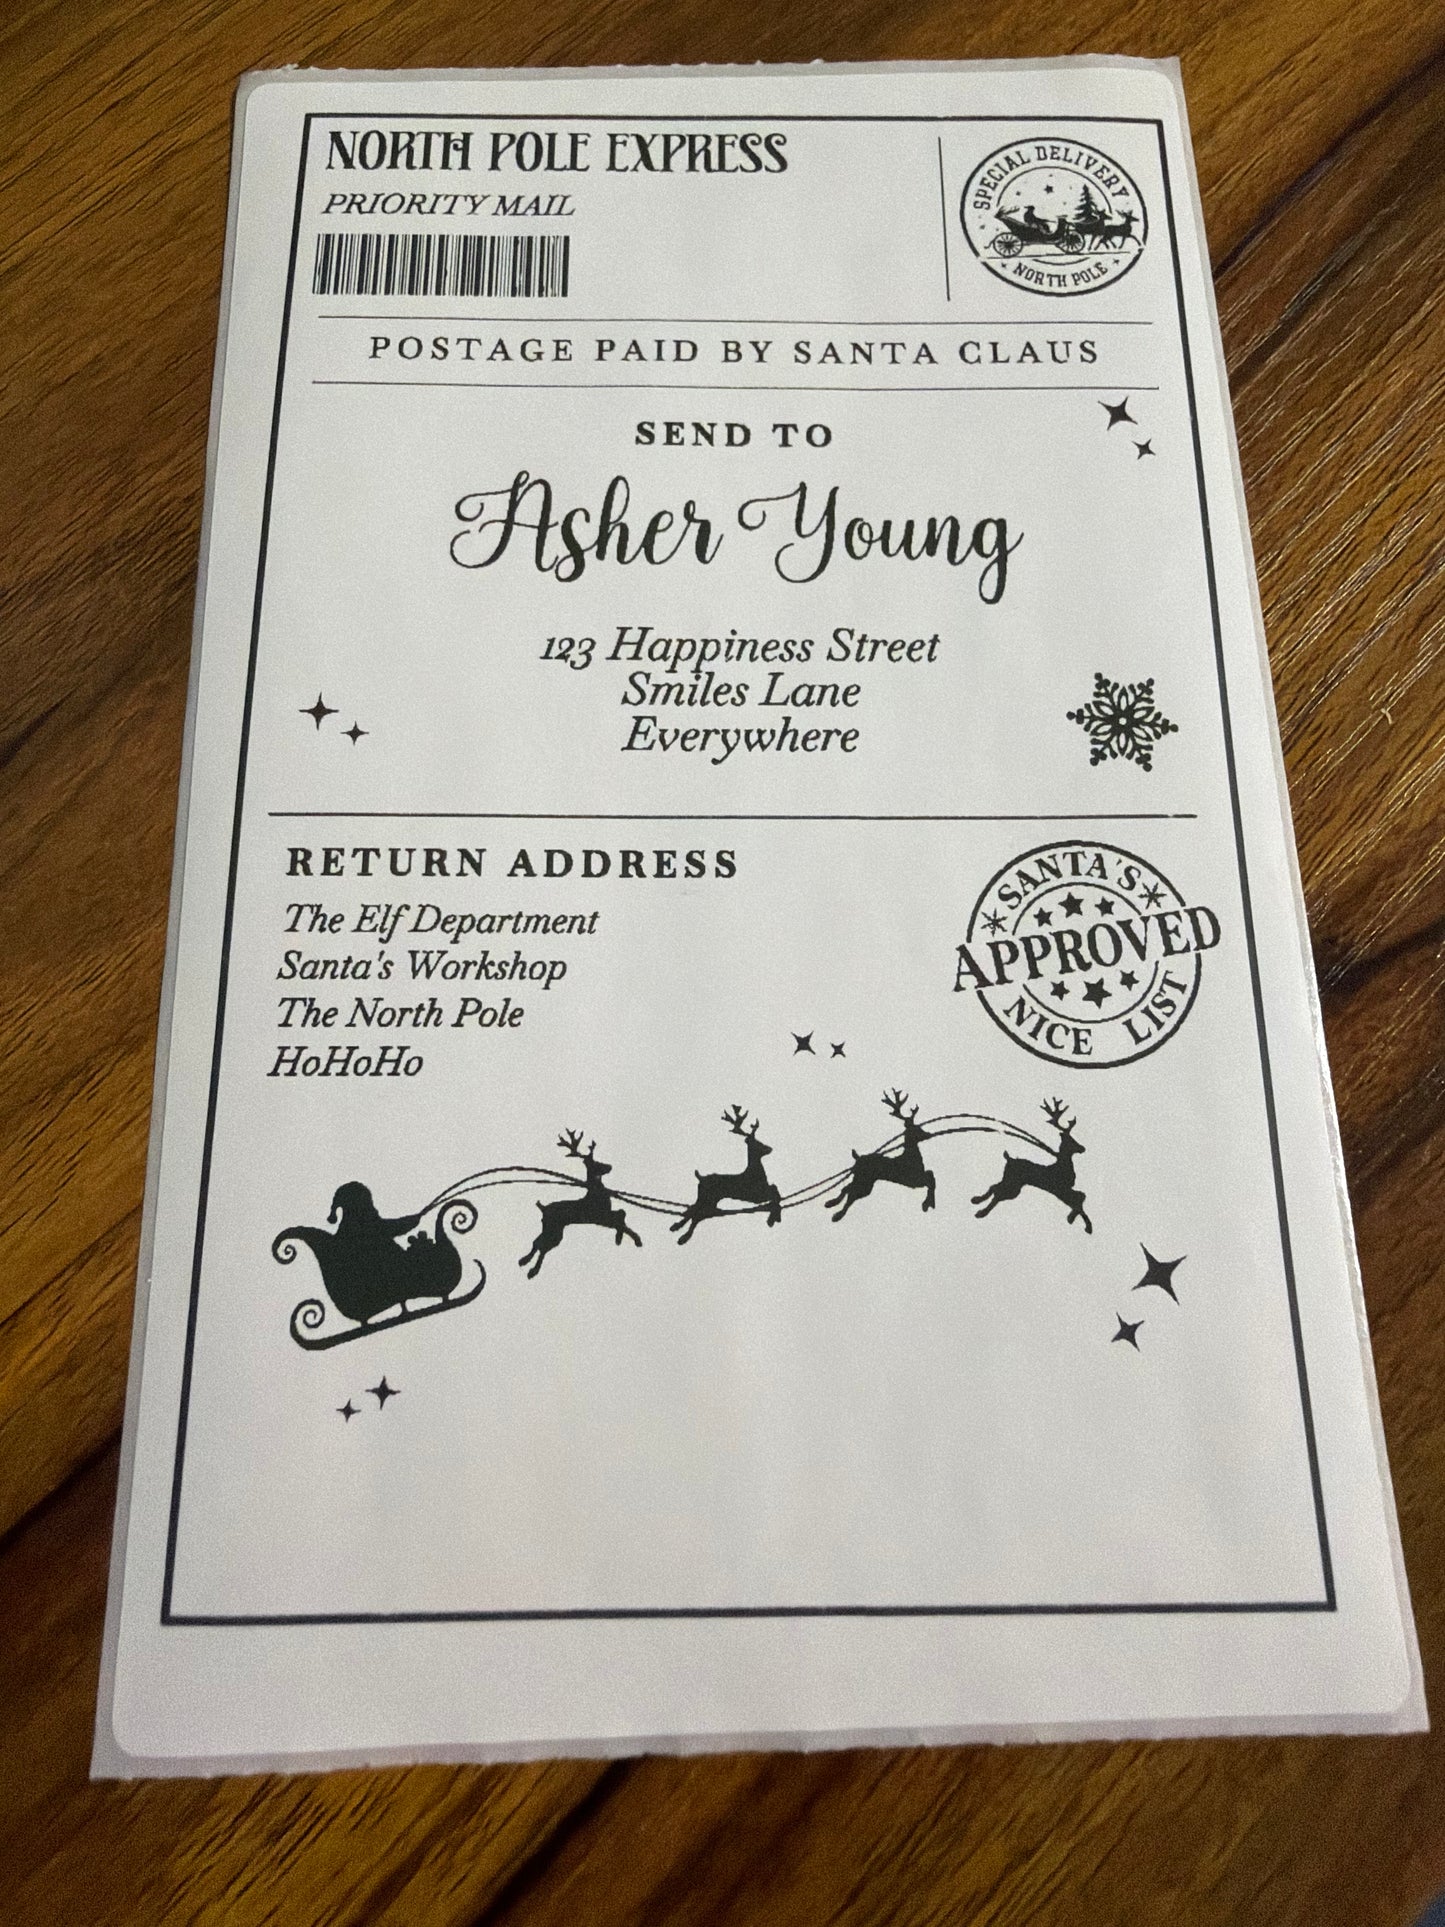 NORTH POLE EXPRESS
PRIORITY MAIL
SPECIAL DELIVERY
NORTH POLE
POSTAGE PAID BY SANTA CLAUS
SEND TO
Asher Young
123 Happiness Street
Smiles Lane
Everywhere
RETURN ADDRESS
The Elf Department
Santa's Workshop
The North Pole
HoHoHo
SANTA'S
APPROVED
NICE LIST